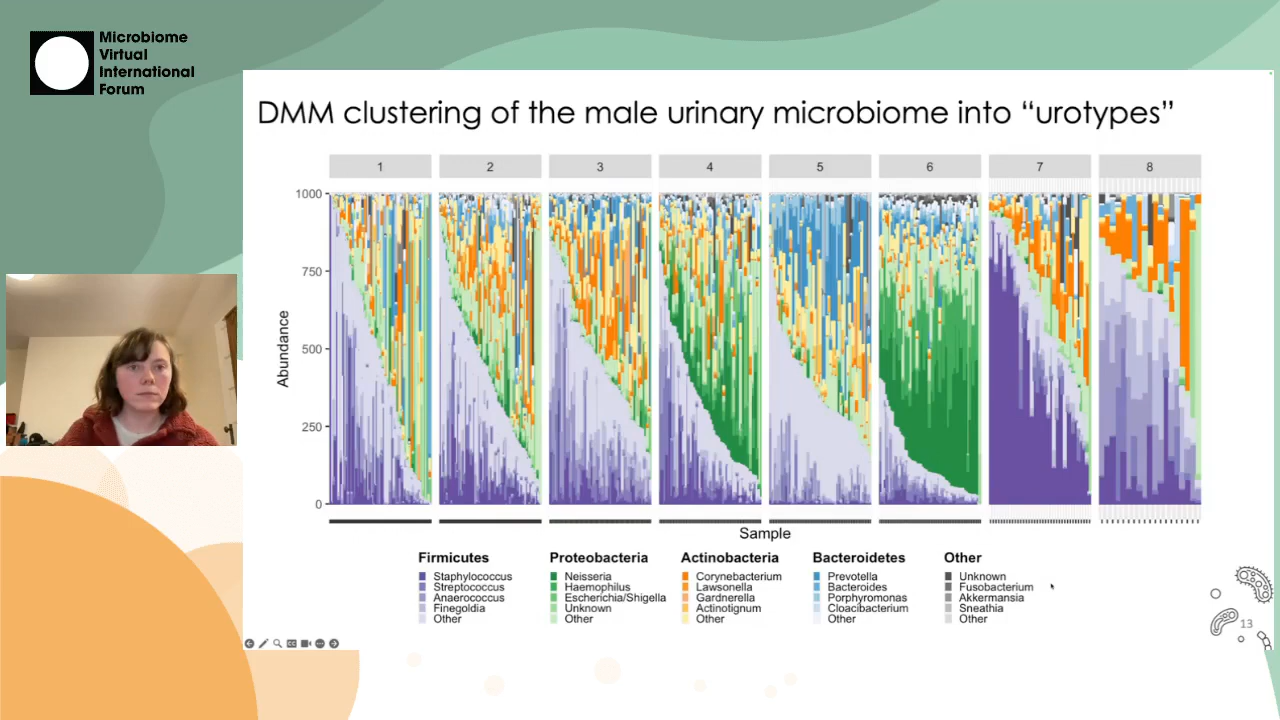 Microbiome
Virtual
International
Forum
DMM clustering of the male urinary microbiome into “urotypes”
1 2 3 4 5 6 7 8
1000
750
500
250
0
Abundance
Sample
Firmicutes
Staphylococcus
Streptococcus
Anaerococcus
Finegoldia
Other
Proteobacteria
Neisseria
Haemophilus
Escherichia/Shigella
Unknown
Other
Actinobacteria
Corynebacterium
Lawsonella
Gardnerella
Actinotignum
Other
Bacteroidetes
Prevotella
Bacteroides
Porphyromonas
Cloacibacterium
Other
Other
Unknown
Fusobacterium
Akkermansia
Sneathia
Other
13